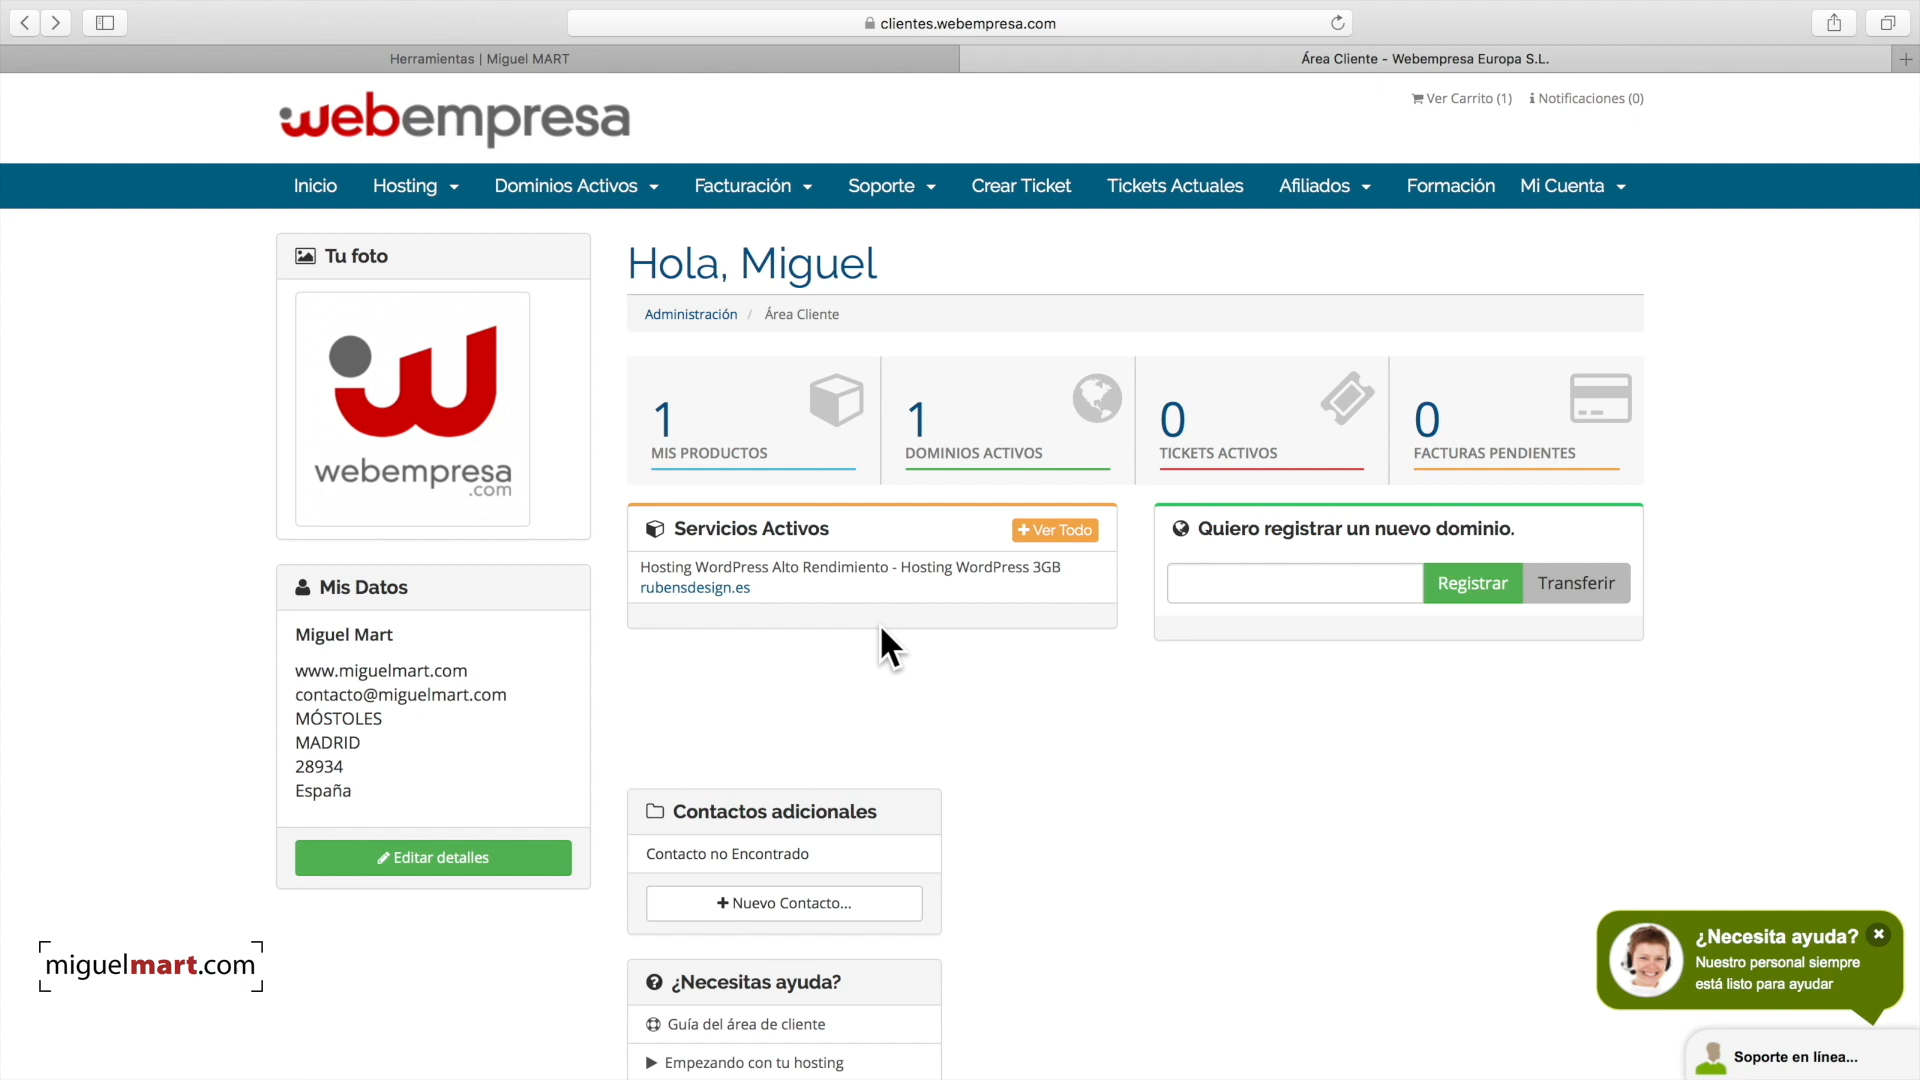 clientes.webempresa.com
Herramientas | Miguel MART
Área Cliente - Webempresa Europa S.L.
webempresa
Ver Carrito (1)
Notificaciones (0)
Inicio
Hosting
Dominios Activos
Facturación
Soporte
Crear Ticket
Tickets Actuales
Afiliados
Formación
Mi Cuenta
Tu foto
webempresa
.com
Mis Datos
Miguel Mart
www.miguelmart.com
contacto@miguelmart.com
MÓSTOLES
MADRID
28934
España
Editar detalles
Hola, Miguel
Administración / Área Cliente
1
MIS PRODUCTOS
1
DOMINIOS ACTIVOS
0
TICKETS ACTIVOS
0
FACTURAS PENDIENTES
Servicios Activos
Ver Todo
Hosting WordPress Alto Rendimiento - Hosting WordPress 3GB
rubensdesign.es
Quiero registrar un nuevo dominio.
Registrar
Transferir
Contactos adicionales
Contacto no Encontrado
Nuevo Contacto...
¿Necesitas ayuda?
Guía del área de cliente
Empezando con tu hosting
miguelmart.com
¿Necesita ayuda?
Nuestro personal siempre
está listo para ayudar
Soporte en línea...